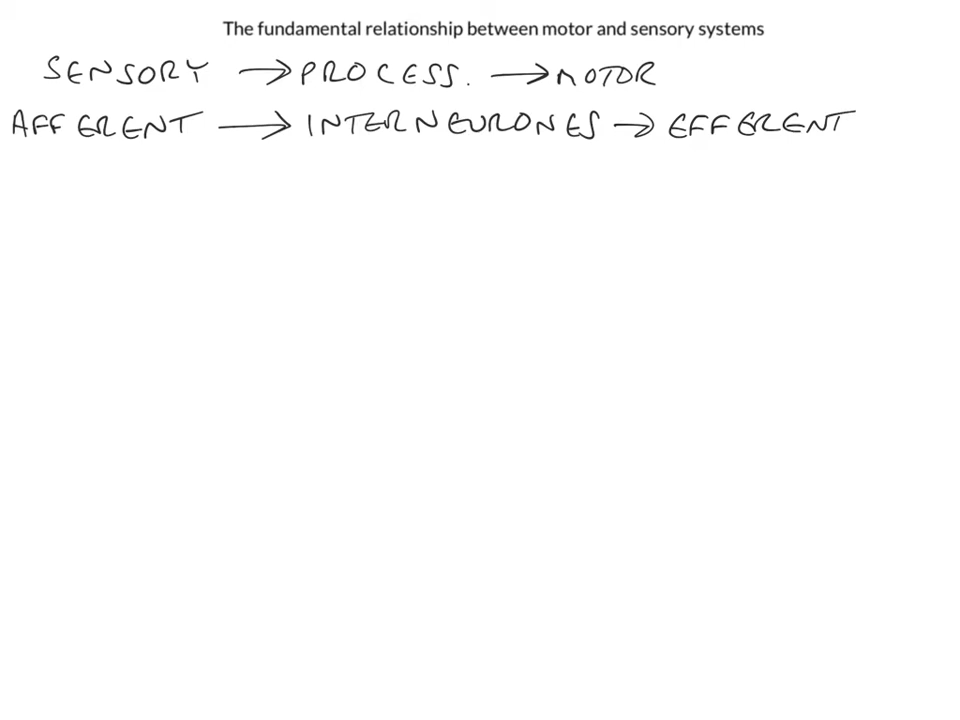 The fundamental relationship between motor and sensory systems
SENSORY → PROCESS. → MOTOR
AFFERENT → INTERNEURONES → EFFERENT